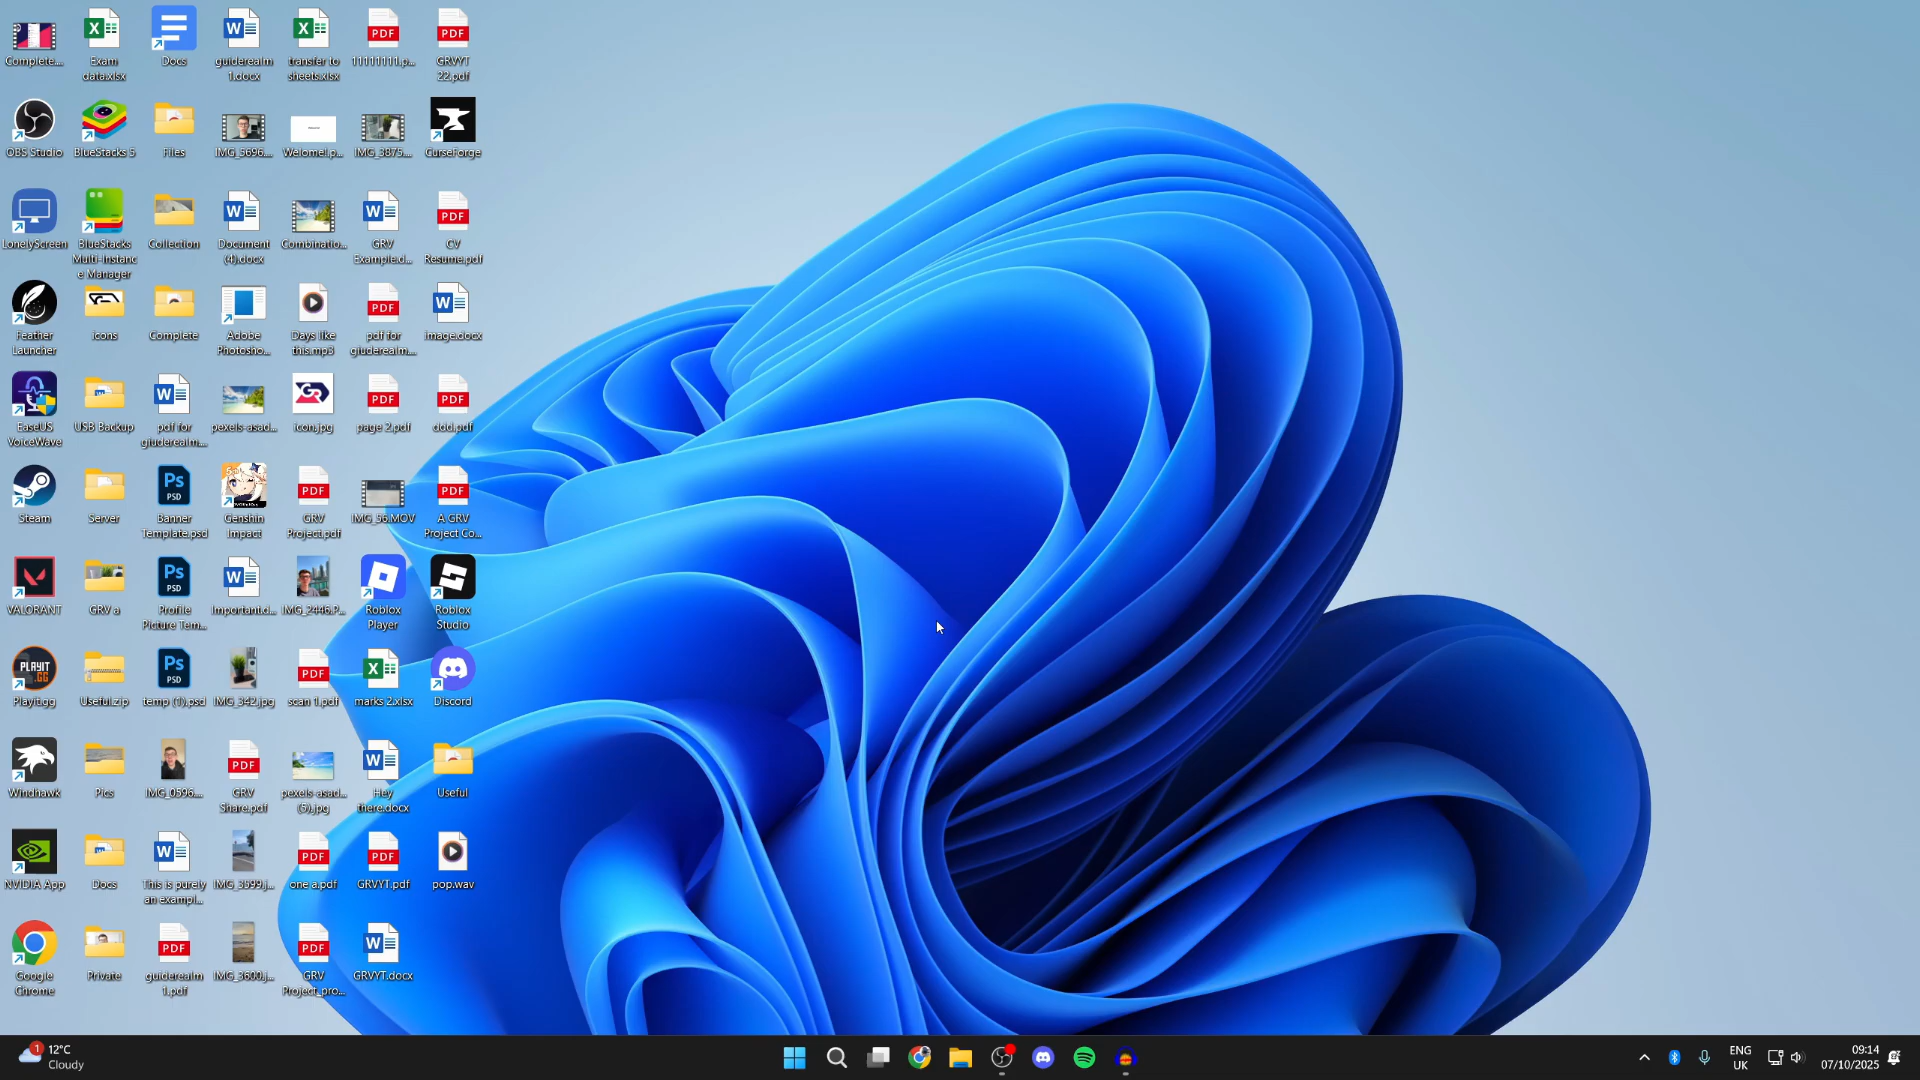 Complete...
Exam data.xlsx
Docs
guiderealm 1.docx
transfer to sheets.xlsx
11111111.p...
GRVYT 22.pdf
OBS Studio
BlueStacks 5
Files
IMG_5696....
Welome!.p...
IMG_3875....
CurseForge
LonelyScreen
BlueStacks Multi-Instance Manager
Collection
Document (4).docx
Combinatio...
GRV Example.d...
CV Resume.pdf
Feather Launcher
icons
Complete
Adobe Photosho...
Days like this.mp3
pdf for giuderealm....
image.docx
EaseUS VoiceWave
USB Backup
pdf for giuderealm....
pexels-asad...
icon.jpg
page 2.pdf
ddd.pdf
Steam
Server
Banner Template.psd
Genshin Impact
GRV Project.pdf
IMG_56.MOV
A GRV Project Co...
VALORANT
GRV a
Profile Picture Tem...
Important.d...
IMG_2446.P...
Roblox Player
Roblox Studio
Playit.gg
Useful.zip
temp (1).psd
IMG_342.jpg
scan 1.pdf
marks 2.xlsx
Discord
Windhawk
Pics
IMG_0596....
GRV Share.pdf
pexels-asad... (5).jpg
Hey there.docx
Useful
NVIDIA App
Docs
This is purely an exampl...
IMG_3599.j...
one a.pdf
GRVYT.pdf
pop.wav
Google Chrome
Private
guiderealm 1.pdf
IMG_3600.j...
GRV Project_pro...
GRVYT.docx
1
12°C
Cloudy
ENG
UK
09:14
07/10/2025